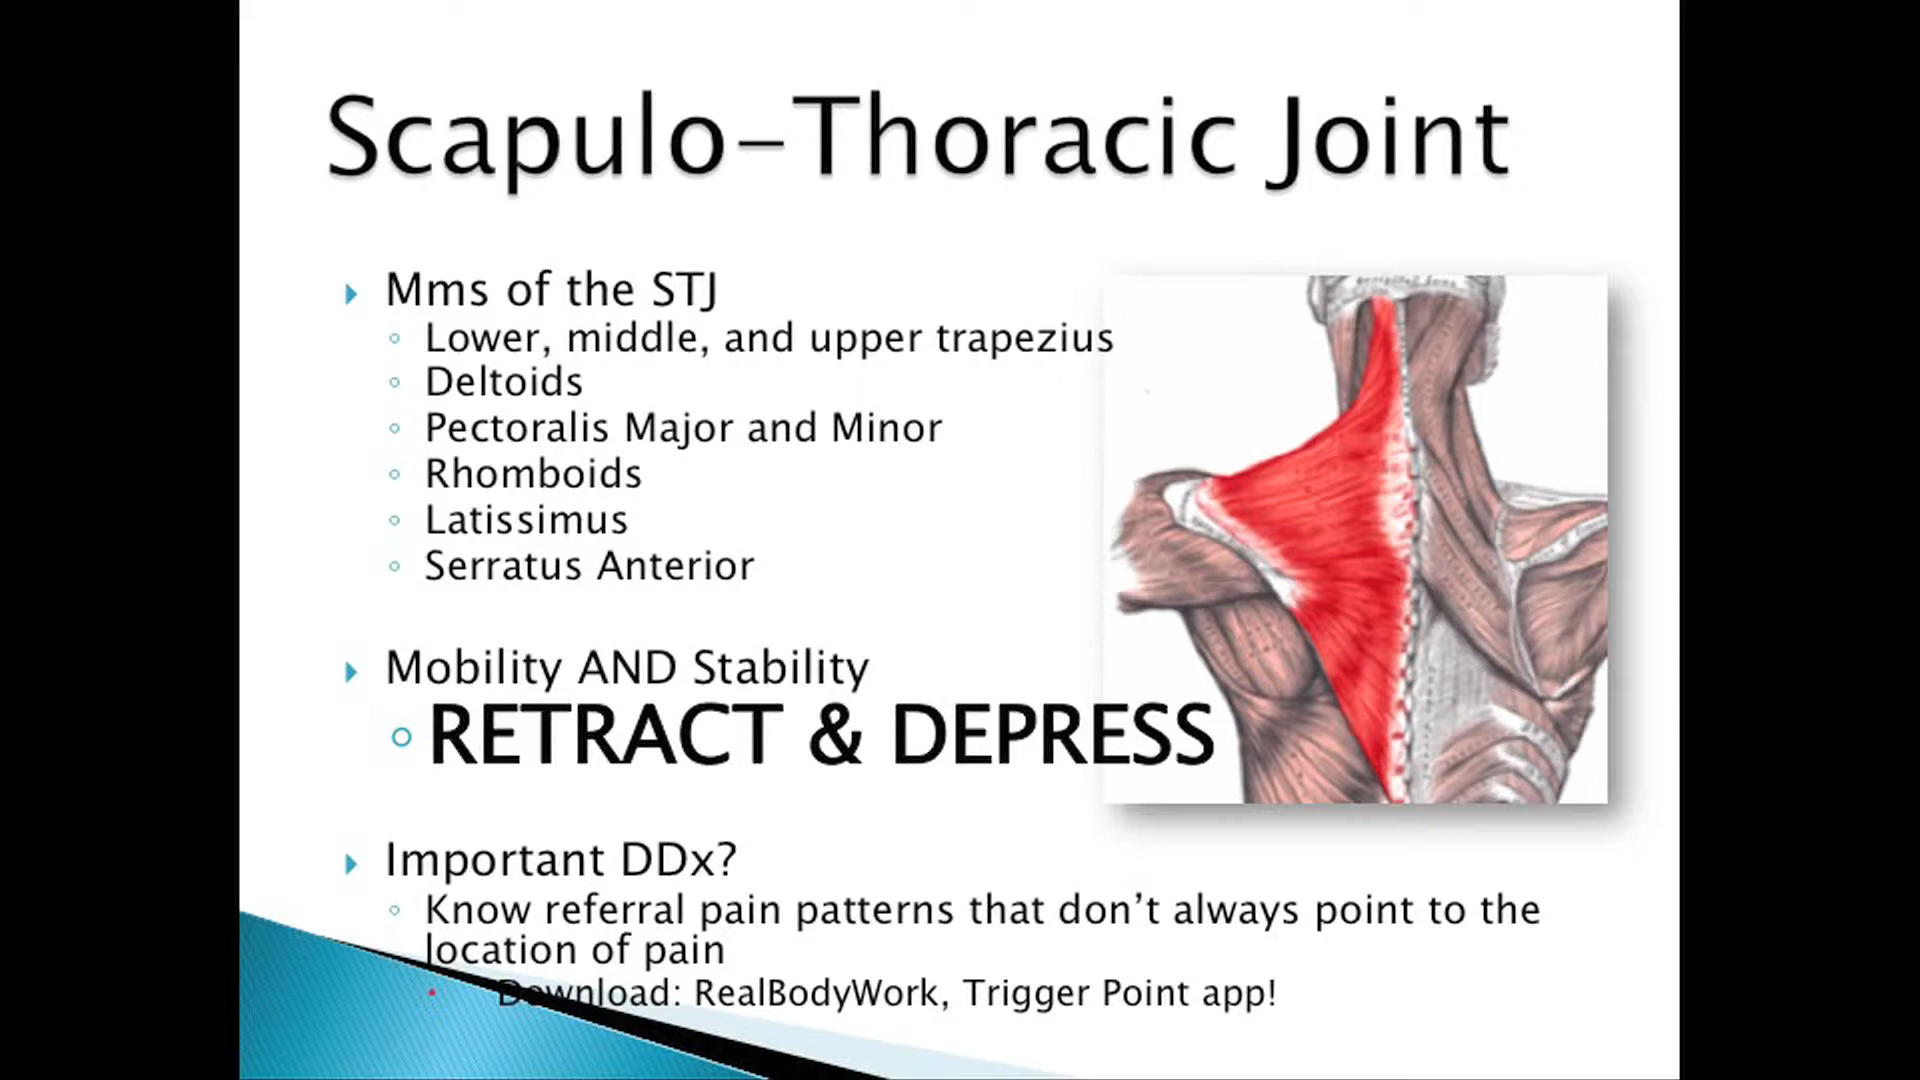 Scapulo-Thoracic Joint
Mms of the STJ
Lower, middle, and upper trapezius
Deltoids
Pectoralis Major and Minor
Rhomboids
Latissimus
Serratus Anterior
Mobility AND Stability
RETRACT & DEPRESS
Important DDx?
Know referral pain patterns that don’t always point to the
location of pain
Download: RealBodyWork, Trigger Point app!